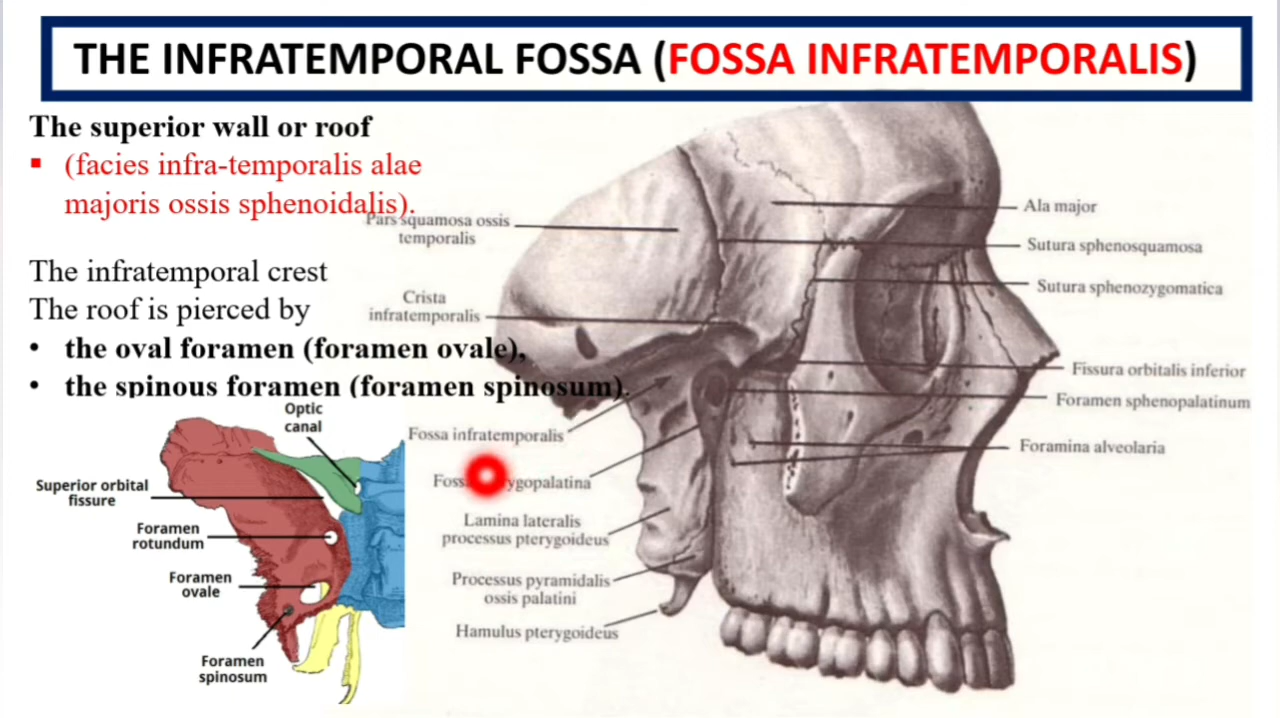 THE INFRATEMPORAL FOSSA (FOSSA INFRATEMPORALIS)
The superior wall or roof
▪ (facies infra-temporalis alae
majoris ossis sphenoidalis).
The infratemporal crest
The roof is pierced by
• the oval foramen (foramen ovale),
• the spinous foramen (foramen spinosum).
Pars squamosa ossis
temporalis
Crista
infratemporalis
Fossa infratemporalis
Foss ygopalatina
Lamina lateralis
processus pterygoideus
Processus pyramidalis
ossis palatini
Hamulus pterygoideus
Ala major
Sutura sphenosquamosa
Sutura sphenozygomatica
Fissura orbitalis inferior
Foramen sphenopalatinum
Foramina alveolaria
Optic
canal
Superior orbital
fissure
Foramen
rotundum
Foramen
ovale
Foramen
spinosum